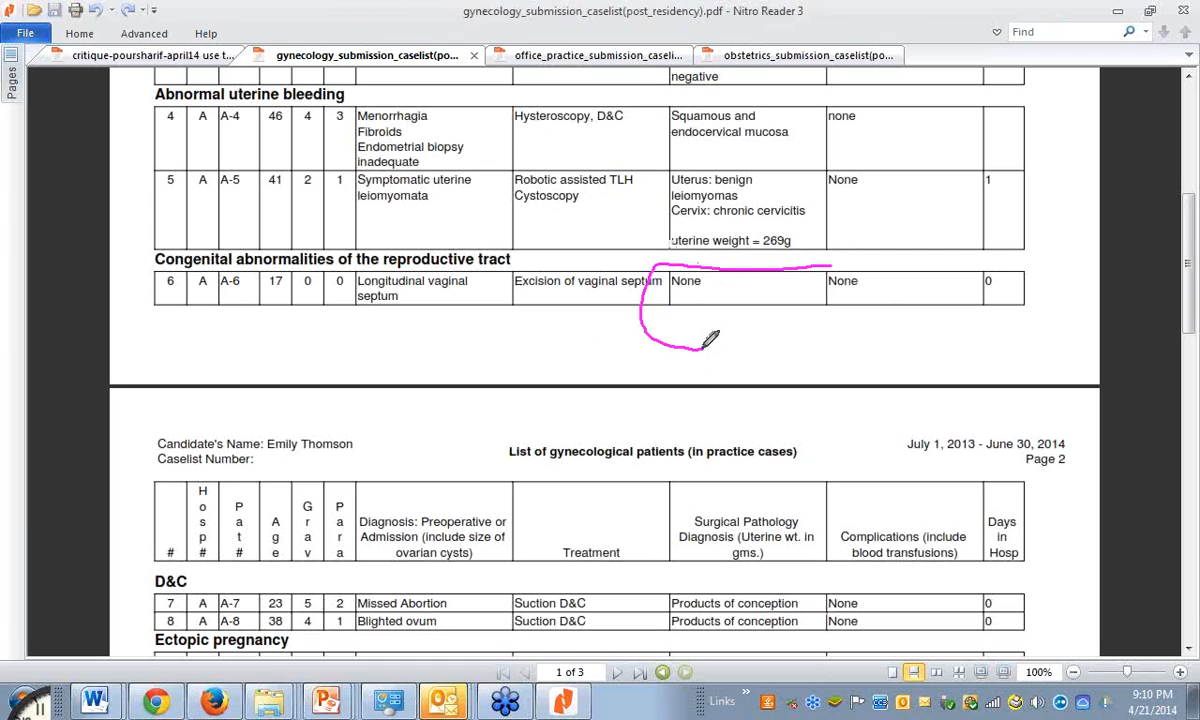 gynecology_submission_caselist(post_residency).pdf - Nitro Reader 3
File Home Advanced Help Find
critique-poursharif-april14 use t... gynecology_submission_caselist(po... office_practice_submission_caseli... obstetrics_submission_caselist(po...
Pages
negative
Abnormal uterine bleeding
4 A A-4 46 4 3 Menorrhagia Hysteroscopy, D&C Squamous and none
Fibroids endocervical mucosa
Endometrial biopsy
inadequate
5 A A-5 41 2 1 Symptomatic uterine Robotic assisted TLH Uterus: benign None 1
leiomyomata Cystoscopy leiomyomas
Cervix: chronic cervicitis
uterine weight = 269g
Congenital abnormalities of the reproductive tract
6 A A-6 17 0 0 Longitudinal vaginal Excision of vaginal septum None None 0
septum
Candidate's Name: Emily Thomson July 1, 2013 - June 30, 2014
Caselist Number: List of gynecological patients (in practice cases) Page 2
# Hosp# Pat# Age Grav Para Diagnosis: Preoperative or Admission (include size of ovarian cysts) Treatment Surgical Pathology Diagnosis (Uterine wt. in gms.) Complications (include blood transfusions) Days in Hosp
D&C
7 A A-7 23 5 2 Missed Abortion Suction D&C Products of conception None 0
8 A A-8 38 4 1 Blighted ovum Suction D&C Products of conception None 0
Ectopic pregnancy
1 of 3 100%
Links 9:10 PM
4/21/2014